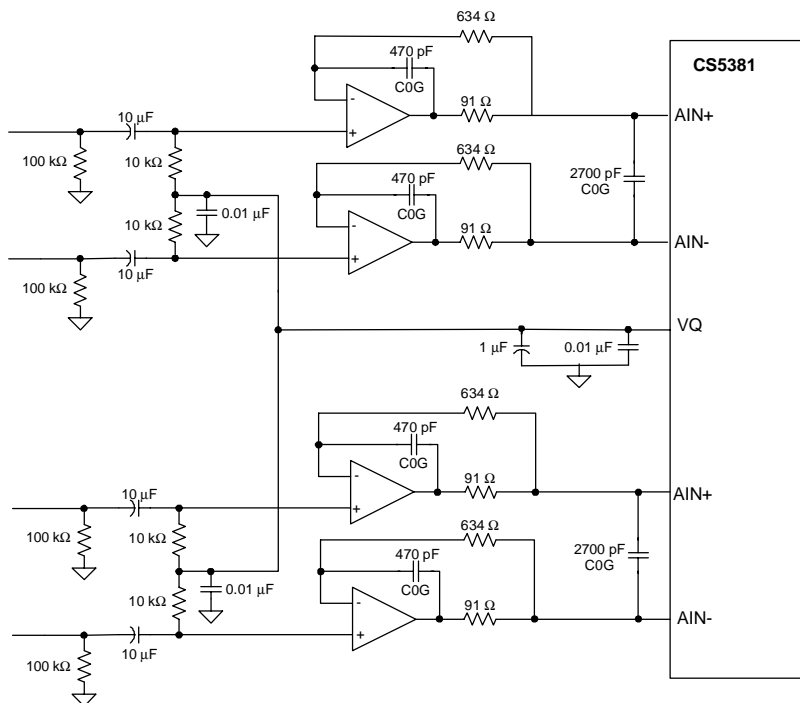 634 Ω
470 pF
C0G
CS5381
-
+
91 Ω
AIN+
10 µF
100 kΩ
10 kΩ
634 Ω
470 pF
C0G
2700 pF
C0G
0.01 µF
10 kΩ
-
+
91 Ω
AIN-
10 µF
100 kΩ
VQ
1 µF
0.01 µF
634 Ω
470 pF
C0G
-
+
91 Ω
AIN+
10 µF
100 kΩ
10 kΩ
634 Ω
470 pF
C0G
2700 pF
C0G
0.01 µF
10 kΩ
-
+
91 Ω
AIN-
10 µF
100 kΩ